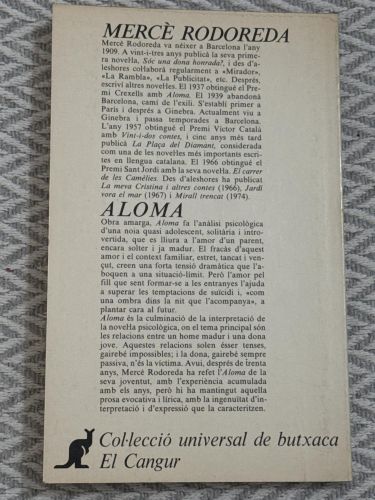 MERCÈ RODOREDA
Mercè Rodoreda va néixer a Barcelona l'any
1909. A vint-i-tres anys publicà la seva prime-
ra novel·la, Sóc una dona honrada?, i des d'a-
leshores col·laborà regularment a «Mirador»,
«La Rambla», «La Publicitat», etc. Després,
escriví altres novel·les. El 1937 obtingué el Pre-
mi Crexells amb Aloma. El 1939 abandonà
Barcelona, camí de l'exili. S'establí primer a
París i després a Ginebra. Actualment viu a
Ginebra i passa temporades a Barcelona.
L'any 1957 obtingué el Premi Víctor Català
amb Vint-i-dos contes, i cinc anys més tard
publicà La Plaça del Diamant, considerada
com una de les novel·les més importants escri-
tes en llengua catalana. El 1966 obtingué el
Premi Sant Jordi amb la seva novel·la. El carrer
de les Camèlies. Des d'aleshores ha publicat
La meva Cristina i altres contes (1966), Jardí
vora el mar (1967) i Mirall trencat (1974).
ALOMA
Obra amarga, Aloma fa l'anàlisi psicològica
d'una noia quasi adolescent, solitària i intro-
vertida, que es lliura a l'amor d'un parent,
encara solter i ja madur. El fracàs d'aquest
amor i el context familiar, estret, tancat i ven-
çut, creen una forta tensió dramàtica que l'a-
boquen a una situació-límit. Però l'amor pel
fill que sent formar-se a les entranyes l'ajuda
a superar les temptacions de suïcidi i, «com
una ombra dins la nit que l'acompanya», a
plantar cara al futur.
Aloma és la culminació de la interpretació de
la novel·la psicològica, on el tema principal són
les relacions entre un home madur i una dona
jove. Aquestes relacions solen ésser tenses,
gairebé impossibles; i la dona, gairebé sempre
passiva, n'és la víctima. Avui, després de trenta
anys, Mercè Rodoreda ha refet l'Aloma de la
seva joventut, amb l'experiència acumulada
amb els anys, però hi ha mantingut aquella
prosa evocativa i lírica, amb la ingenuïtat d'in-
terpretació i d'expressió que la caracteritzen.
Col·lecció universal de butxaca
El Cangur